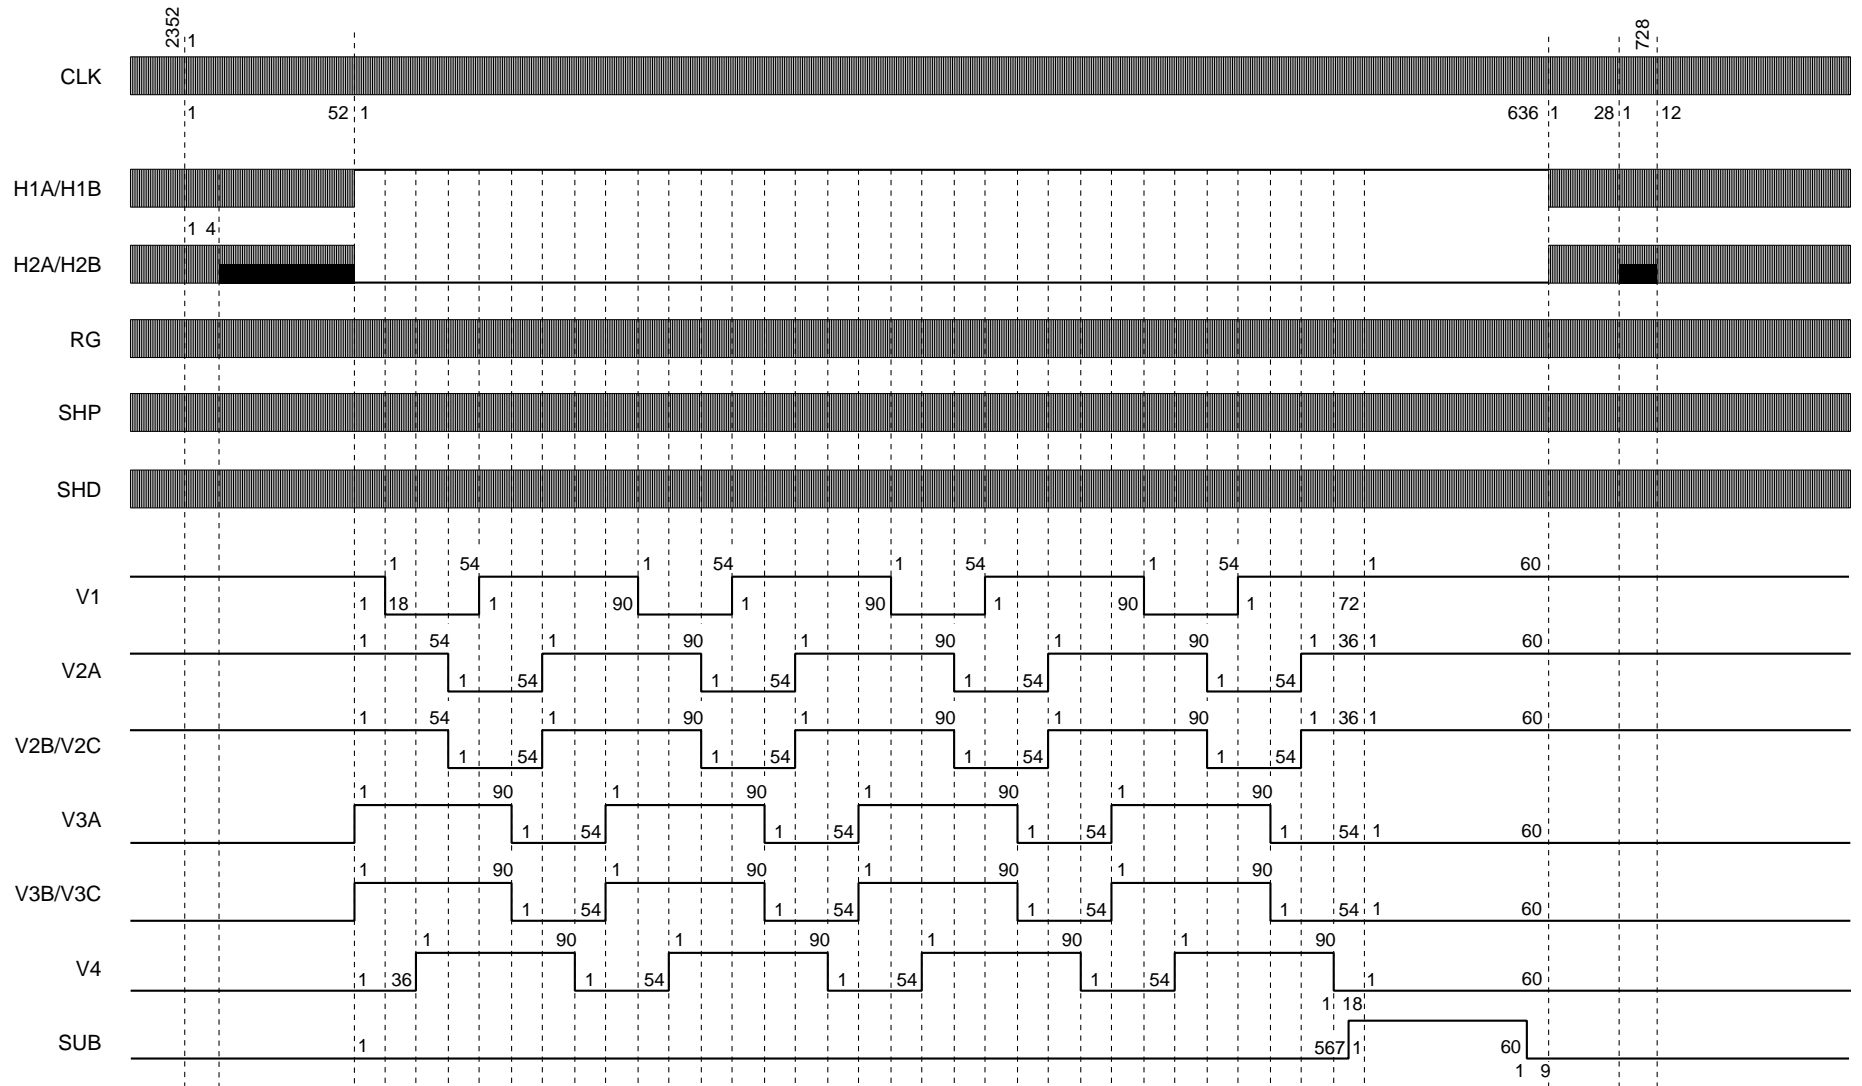 2352 1 728
CLK
1 52 1 636 1 28 1 12
H1A/H1B
1 4
H2A/H2B
RG
SHP
SHD
1 54 1 54 1 54 1 54 1 60
V1
1 18 1 90 1 90 1 90 1 72
1 54 1 90 1 90 1 90 1 36 1 60
V2A
1 54 1 54 1 54 1 54
1 54 1 90 1 90 1 90 1 36 1 60
V2B/V2C
1 54 1 54 1 54 1 54
1 90 1 90 1 90 1 90
V3A
1 54 1 54 1 54 1 54 1 60
1 90 1 90 1 90 1 90
V3B/V3C
1 54 1 54 1 54 1 54 1 60
1 90 1 90 1 90 1 90
V4
1 36 1 54 1 54 1 54 1 60
1 18
SUB
1 567 1 60
1 9